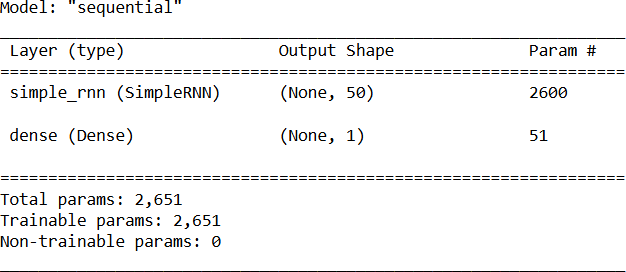 Model: "sequential"
_________________________________________________________________
Layer (type) Output Shape Param #
=================================================================
simple_rnn (SimpleRNN) (None, 50) 2600
dense (Dense) (None, 1) 51
=================================================================
Total params: 2,651
Trainable params: 2,651
Non-trainable params: 0
_________________________________________________________________